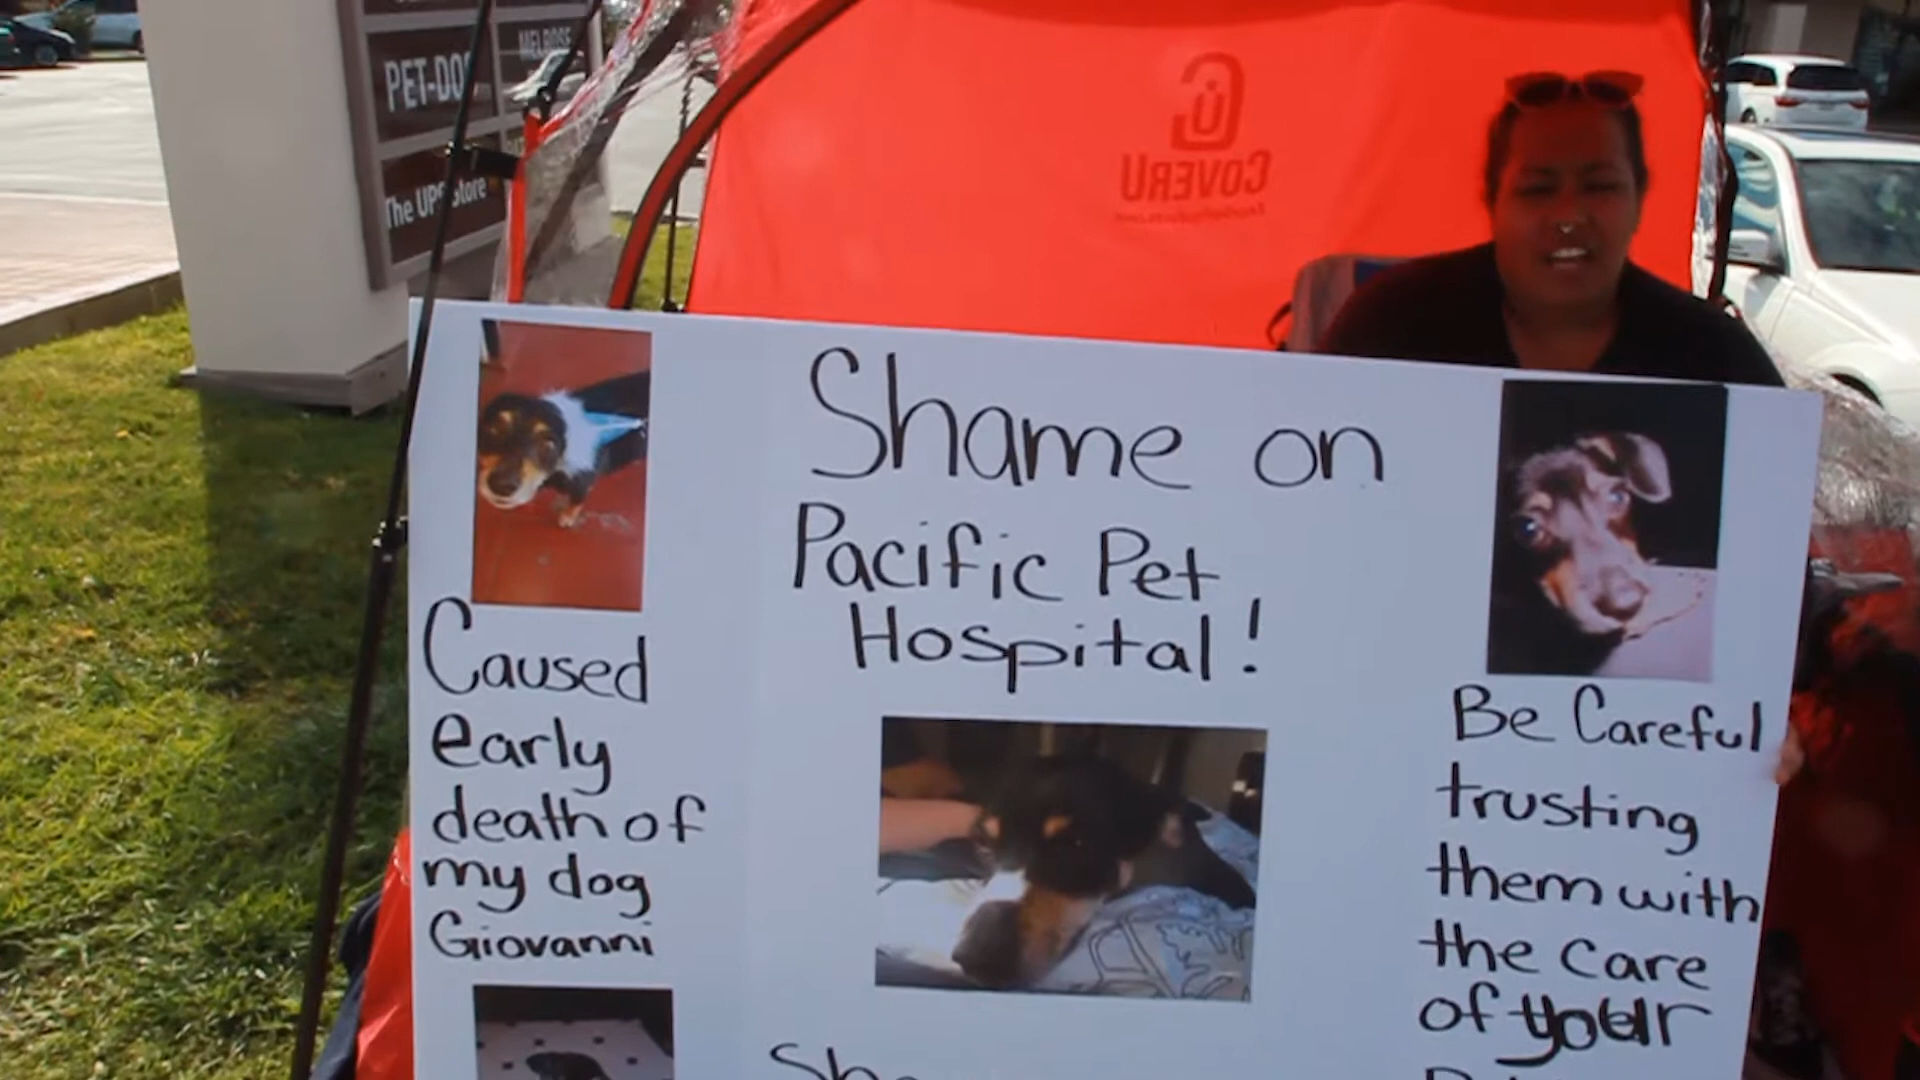 MELROSE
PET-DO
The UPS Store
CoverU
Shame on
Pacific Pet
Hospital!
Caused
early
death of
my dog
Giovanni
Be Careful
trusting
them with
the care
of your